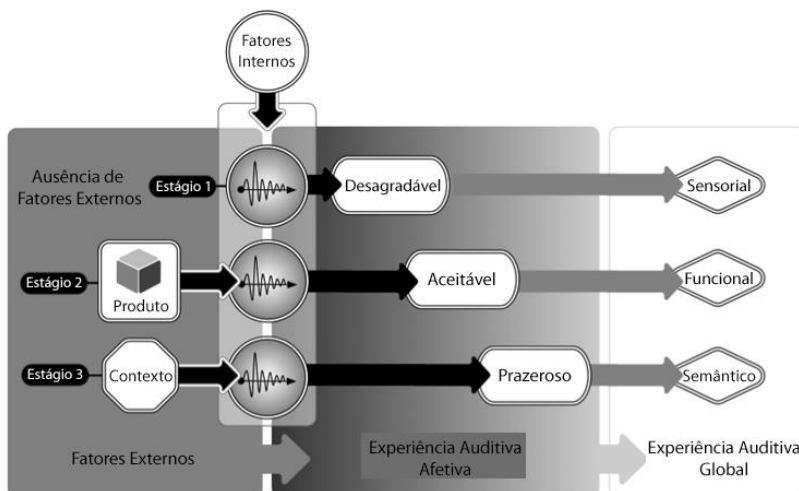 Fatores
Internos
Ausência de
Fatores Externos
Estágio 1
Desagradável
Sensorial
Estágio 2
Produto
Aceitável
Funcional
Estágio 3
Contexto
Prazeroso
Semântico
Fatores Externos
Experiência Auditiva
Afetiva
Experiência Auditiva
Global